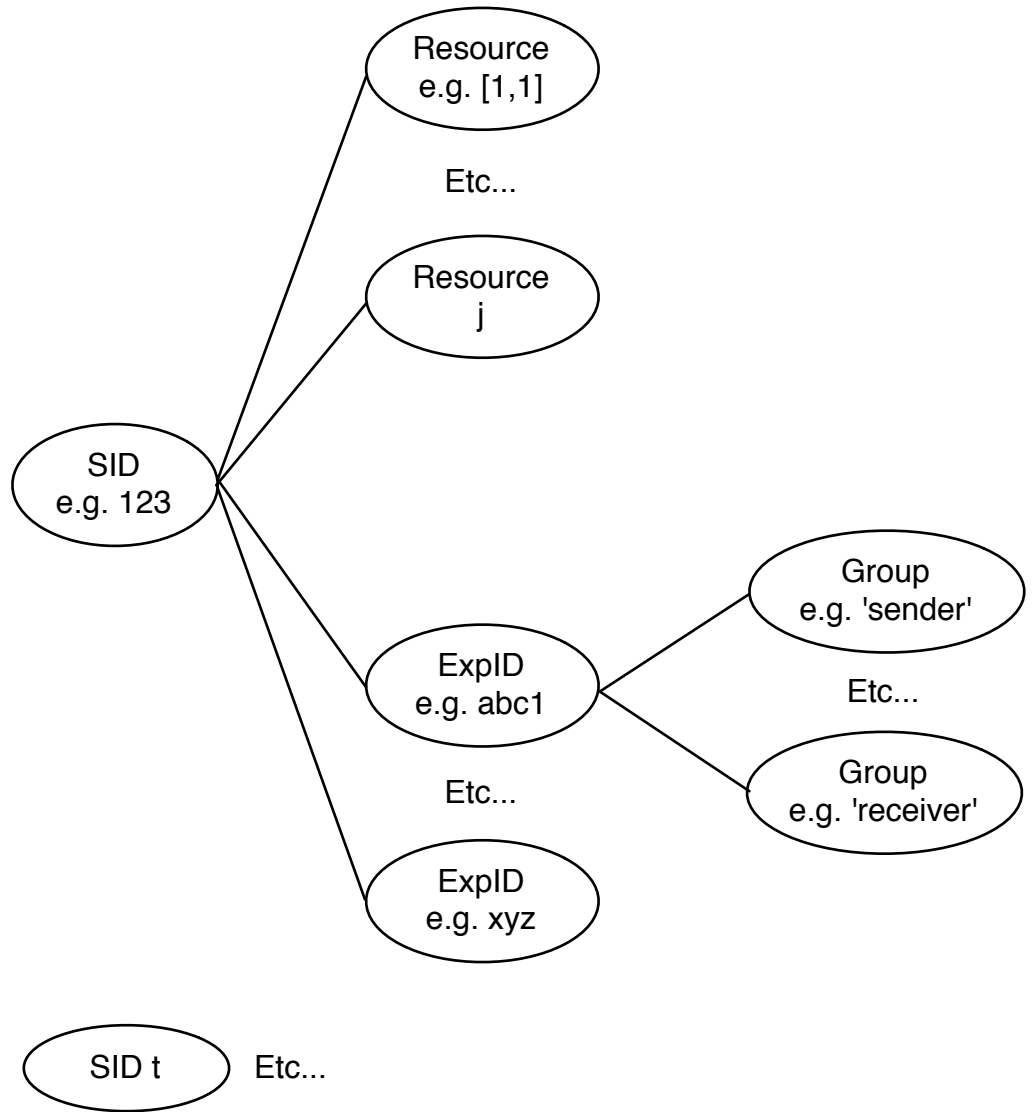 Resource
e.g. [1,1]
Etc...
Resource
j
SID
e.g. 123
Group
e.g. 'sender'
ExpID
e.g. abc1
Etc...
Group
e.g. 'receiver'
Etc...
ExpID
e.g. xyz
SID t
Etc...